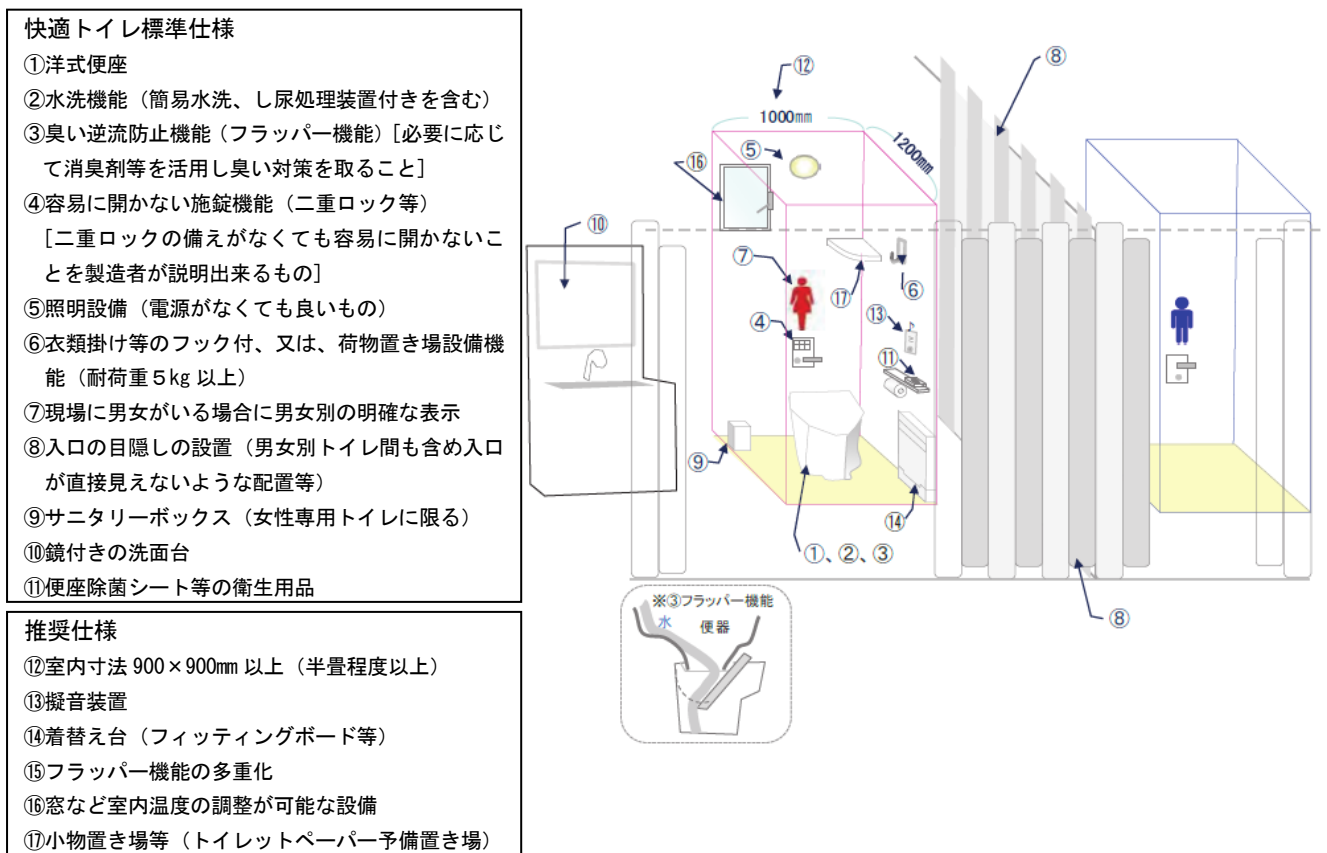 快適トイレ標準仕様
①洋式便座
②水洗機能（簡易水洗、し尿処理装置付きを含む）
③臭い逆流防止機能（フラッパー機能）[必要に応じ
て消臭剤等を活用し臭い対策を取ること]
④容易に開かない施錠機能（二重ロック等）
[二重ロックの備えがなくても容易に開かないこ
とを製造者が説明出来るもの]
⑤照明設備（電源がなくても良いもの）
⑥衣類掛け等のフック付、又は、荷物置き場設備機
能（耐荷重５kg 以上）
⑦現場に男女がいる場合に男女別の明確な表示
⑧入口の目隠しの設置（男女別トイレ間も含め入口
が直接見えないような配置等）
⑨サニタリーボックス（女性専用トイレに限る）
⑩鏡付きの洗面台
⑪便座除菌シート等の衛生用品
推奨仕様
⑫室内寸法 900×900㎜ 以上（半畳程度以上）
⑬擬音装置
⑭着替え台（フィッティングボード等）
⑮フラッパー機能の多重化
⑯窓など室内温度の調整が可能な設備
⑰小物置き場等（トイレットペーパー予備置き場）
⑫
⑧
1000mm
1200mm
⑤
⑯
⑩
⑦
⑰
⑥
④
⑬
⑪
⑨
⑭
①、②、③
⑧
※③フラッパー機能
水
便器